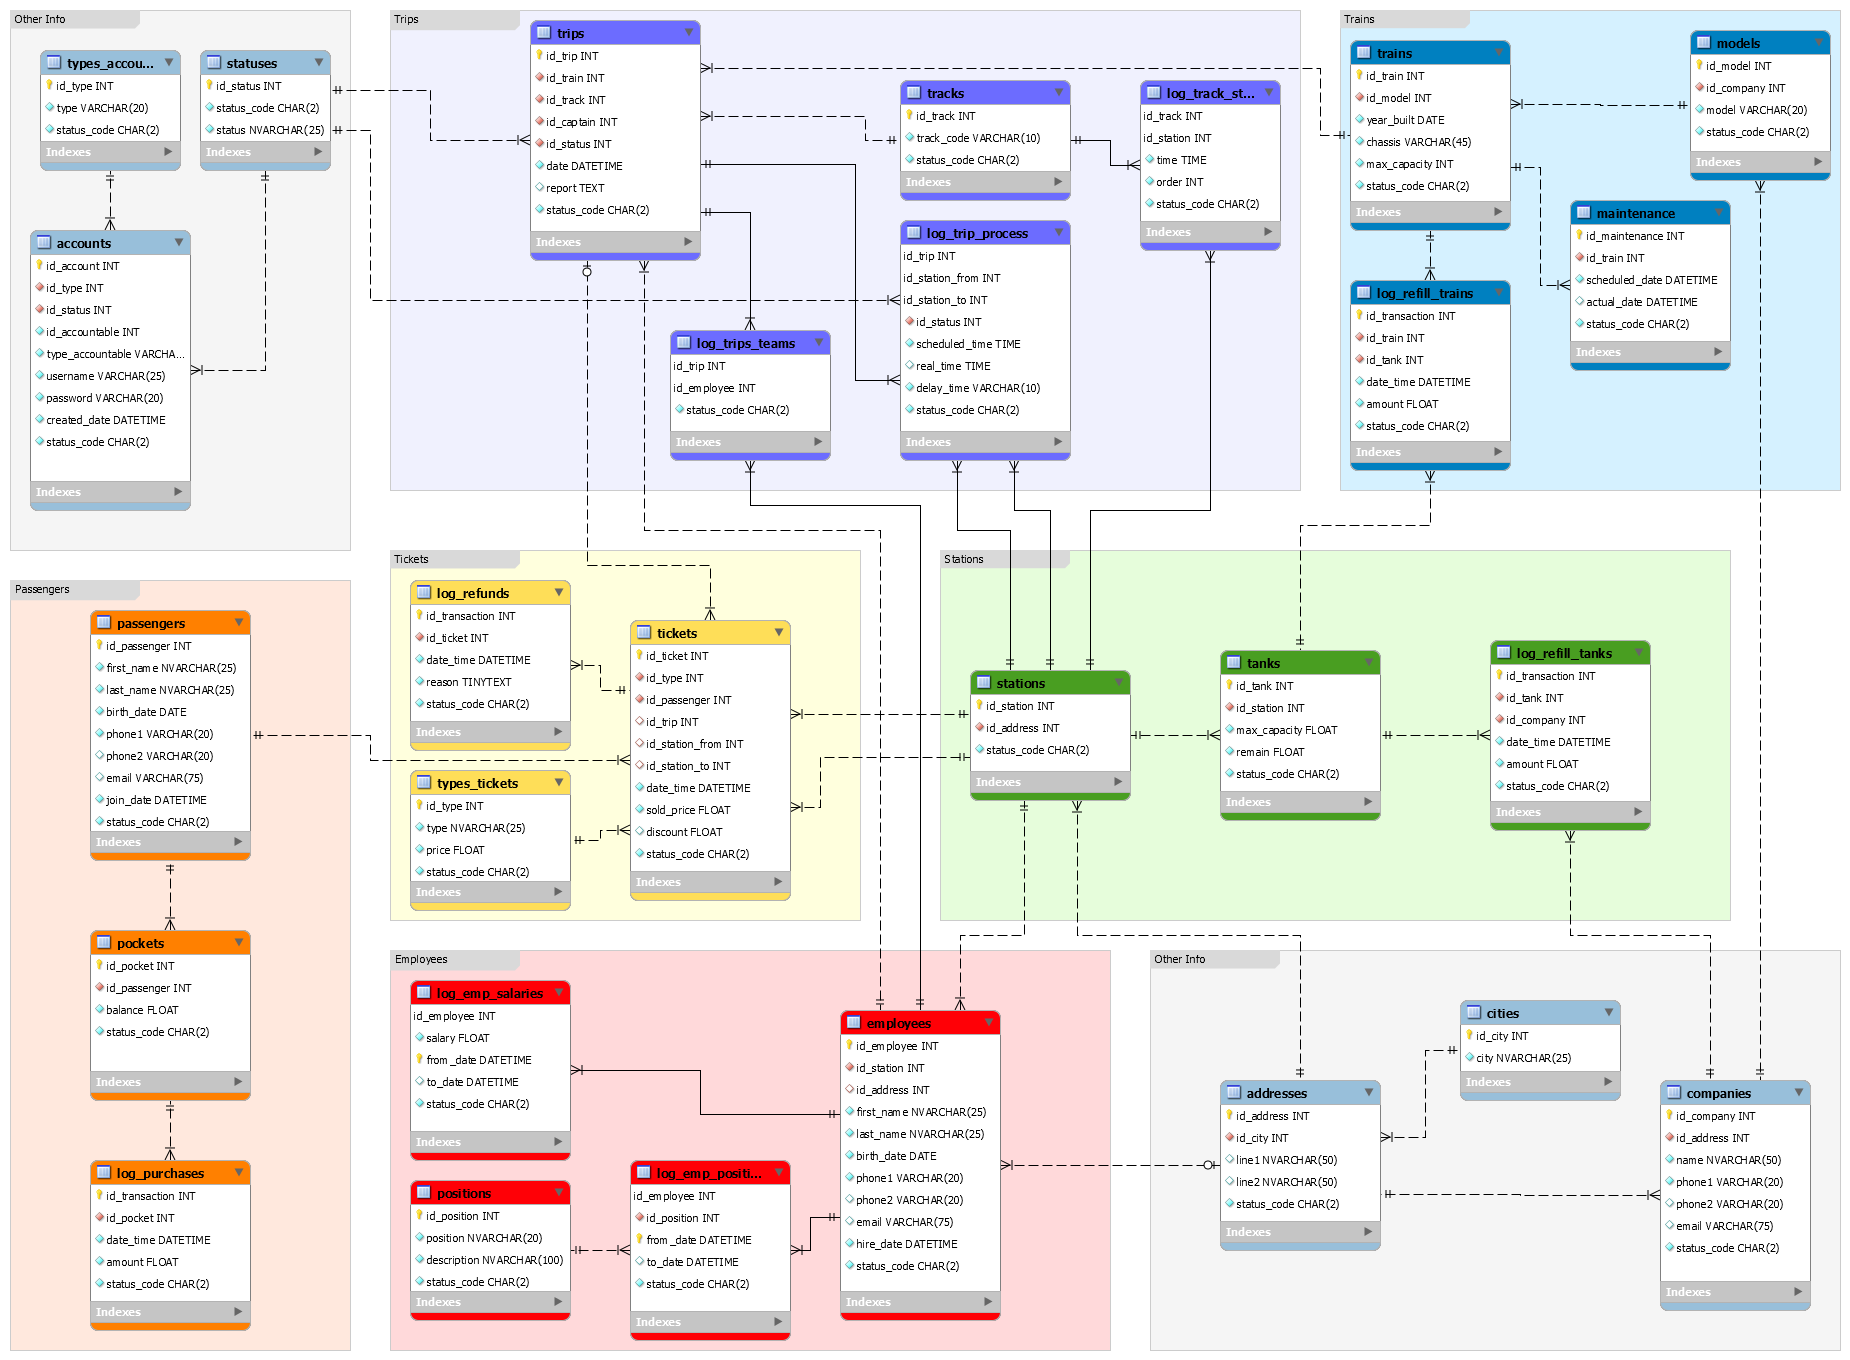 Other Info
types_accou...
id_type INT
type VARCHAR(20)
status_code CHAR(2)
Indexes
statuses
id_status INT
status_code CHAR(2)
status NVARCHAR(25)
Indexes
accounts
id_account INT
id_type INT
id_status INT
id_accountable INT
type_accountable VARCHA...
username VARCHAR(25)
password VARCHAR(20)
created_date DATETIME
status_code CHAR(2)
Indexes
Trips
trips
id_trip INT
id_train INT
id_track INT
id_captain INT
id_status INT
date DATETIME
report TEXT
status_code CHAR(2)
Indexes
tracks
id_track INT
track_code VARCHAR(10)
status_code CHAR(2)
Indexes
log_track_st...
id_track INT
id_station INT
time TIME
order INT
status_code CHAR(2)
Indexes
log_trip_process
id_trip INT
id_station_from INT
id_station_to INT
id_status INT
scheduled_time TIME
real_time TIME
delay_time VARCHAR(10)
status_code CHAR(2)
Indexes
log_trips_teams
id_trip INT
id_employee INT
status_code CHAR(2)
Indexes
Trains
trains
id_train INT
id_model INT
year_built DATE
chassis VARCHAR(45)
max_capacity INT
status_code CHAR(2)
Indexes
models
id_model INT
id_company INT
model VARCHAR(20)
status_code CHAR(2)
Indexes
maintenance
id_maintenance INT
id_train INT
scheduled_date DATETIME
actual_date DATETIME
status_code CHAR(2)
Indexes
log_refill_trains
id_transaction INT
id_train INT
id_tank INT
date_time DATETIME
amount FLOAT
status_code CHAR(2)
Indexes
Passengers
passengers
id_passenger INT
first_name NVARCHAR(25)
last_name NVARCHAR(25)
birth_date DATE
phone1 VARCHAR(20)
phone2 VARCHAR(20)
email VARCHAR(75)
join_date DATETIME
status_code CHAR(2)
Indexes
pockets
id_pocket INT
id_passenger INT
balance FLOAT
status_code CHAR(2)
Indexes
log_purchases
id_transaction INT
id_pocket INT
date_time DATETIME
amount FLOAT
status_code CHAR(2)
Indexes
Tickets
log_refunds
id_transaction INT
id_ticket INT
date_time DATETIME
reason TINYTEXT
status_code CHAR(2)
Indexes
types_tickets
id_type INT
type NVARCHAR(25)
price FLOAT
status_code CHAR(2)
Indexes
tickets
id_ticket INT
id_type INT
id_passenger INT
id_trip INT
id_station_from INT
id_station_to INT
date_time DATETIME
sold_price FLOAT
discount FLOAT
status_code CHAR(2)
Indexes
Stations
stations
id_station INT
id_address INT
status_code CHAR(2)
Indexes
tanks
id_tank INT
id_station INT
max_capacity FLOAT
remain FLOAT
status_code CHAR(2)
Indexes
log_refill_tanks
id_transaction INT
id_tank INT
id_company INT
date_time DATETIME
amount FLOAT
status_code CHAR(2)
Indexes
Employees
log_emp_salaries
id_employee INT
salary FLOAT
from_date DATETIME
to_date DATETIME
status_code CHAR(2)
Indexes
positions
id_position INT
position NVARCHAR(20)
description NVARCHAR(100)
status_code CHAR(2)
Indexes
log_emp_positi...
id_employee INT
id_position INT
from_date DATETIME
to_date DATETIME
status_code CHAR(2)
Indexes
employees
id_employee INT
id_station INT
id_address INT
first_name NVARCHAR(25)
last_name NVARCHAR(25)
birth_date DATE
phone1 VARCHAR(20)
phone2 VARCHAR(20)
email VARCHAR(75)
hire_date DATETIME
status_code CHAR(2)
Indexes
Other Info
addresses
id_address INT
id_city INT
line1 NVARCHAR(50)
line2 NVARCHAR(50)
status_code CHAR(2)
Indexes
cities
id_city INT
city NVARCHAR(25)
Indexes
companies
id_company INT
id_address INT
name NVARCHAR(50)
phone1 VARCHAR(20)
phone2 VARCHAR(20)
email VARCHAR(75)
status_code CHAR(2)
Indexes